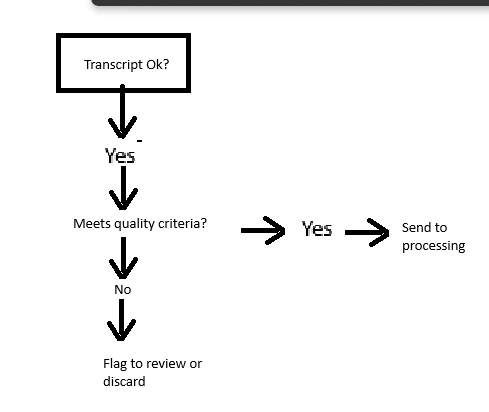 Transcript Ok?
Yes
Meets quality criteria?
Yes
Send to
processing
No
Flag to review or
discard